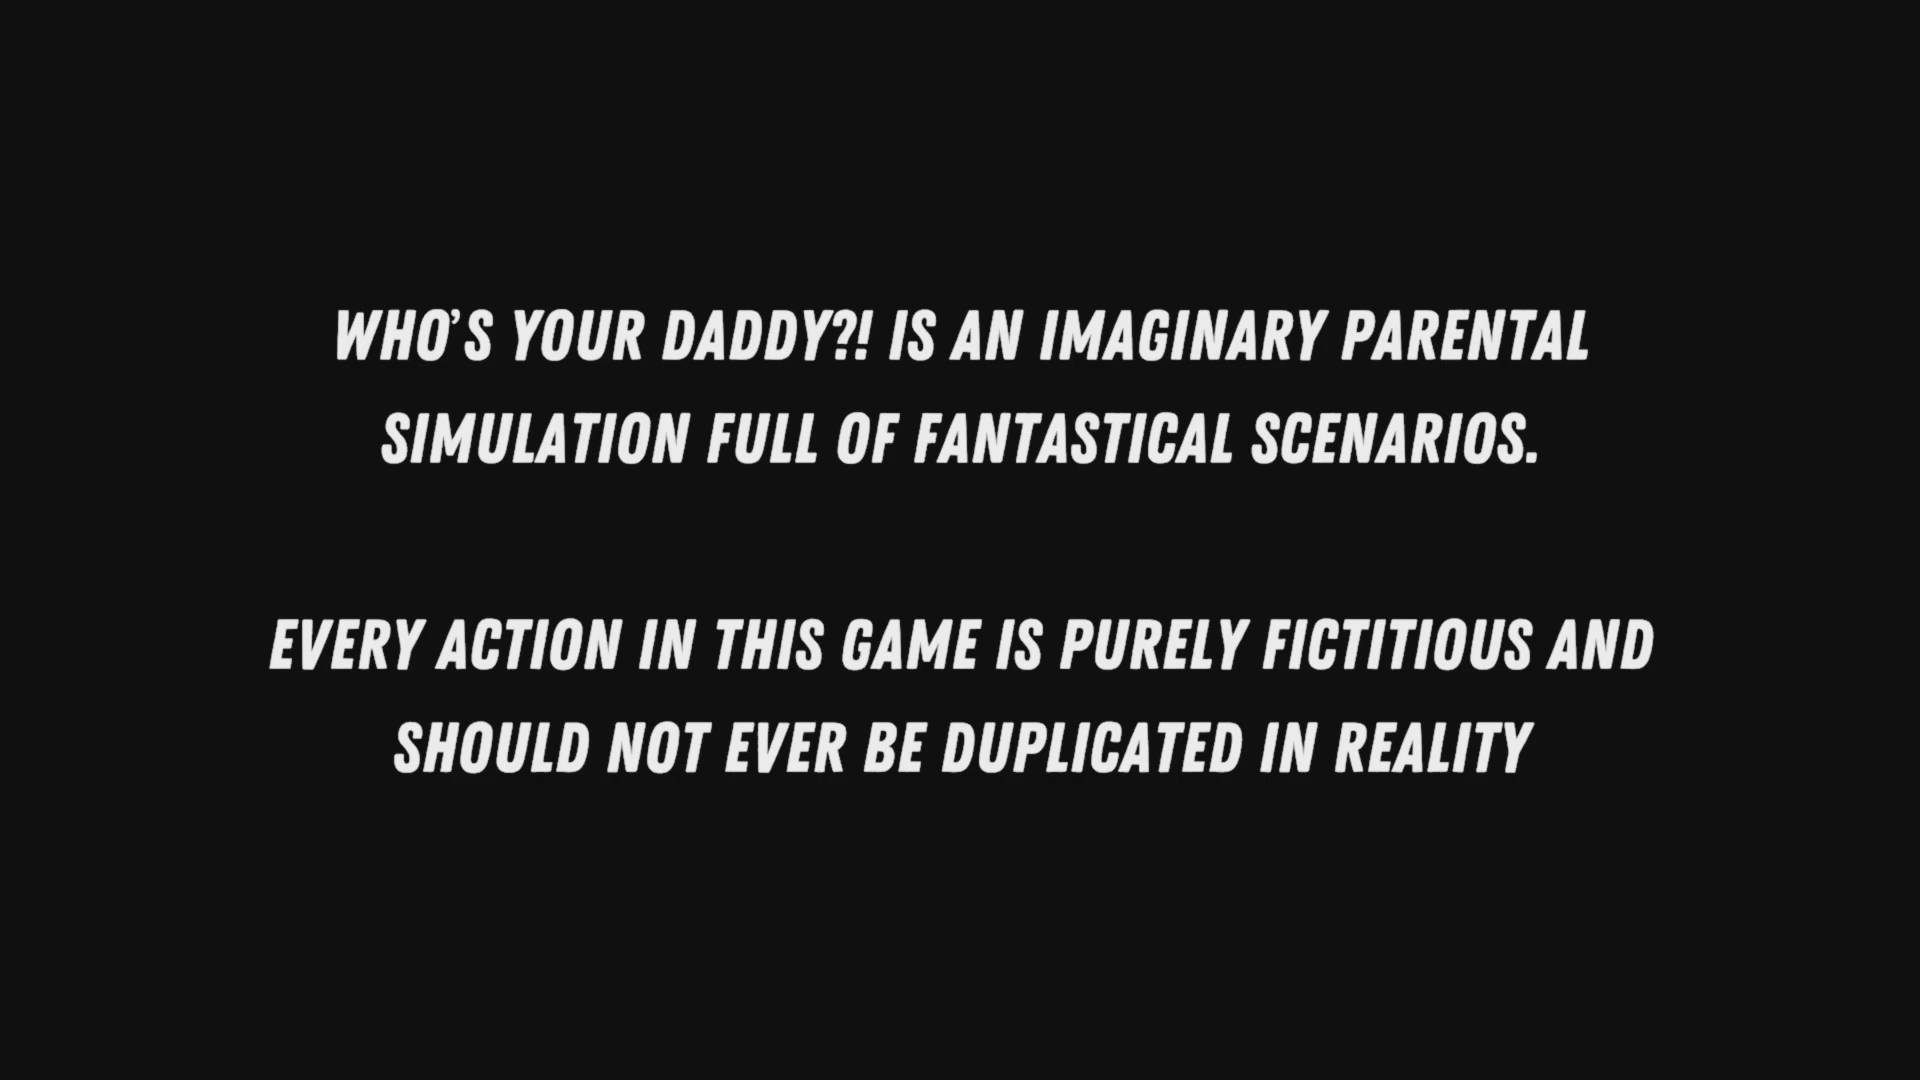 WHO'S YOUR DADDY?! IS AN IMAGINARY PARENTAL
SIMULATION FULL OF FANTASTICAL SCENARIOS.
EVERY ACTION IN THIS GAME IS PURELY FICTITIOUS AND
SHOULD NOT EVER BE DUPLICATED IN REALITY